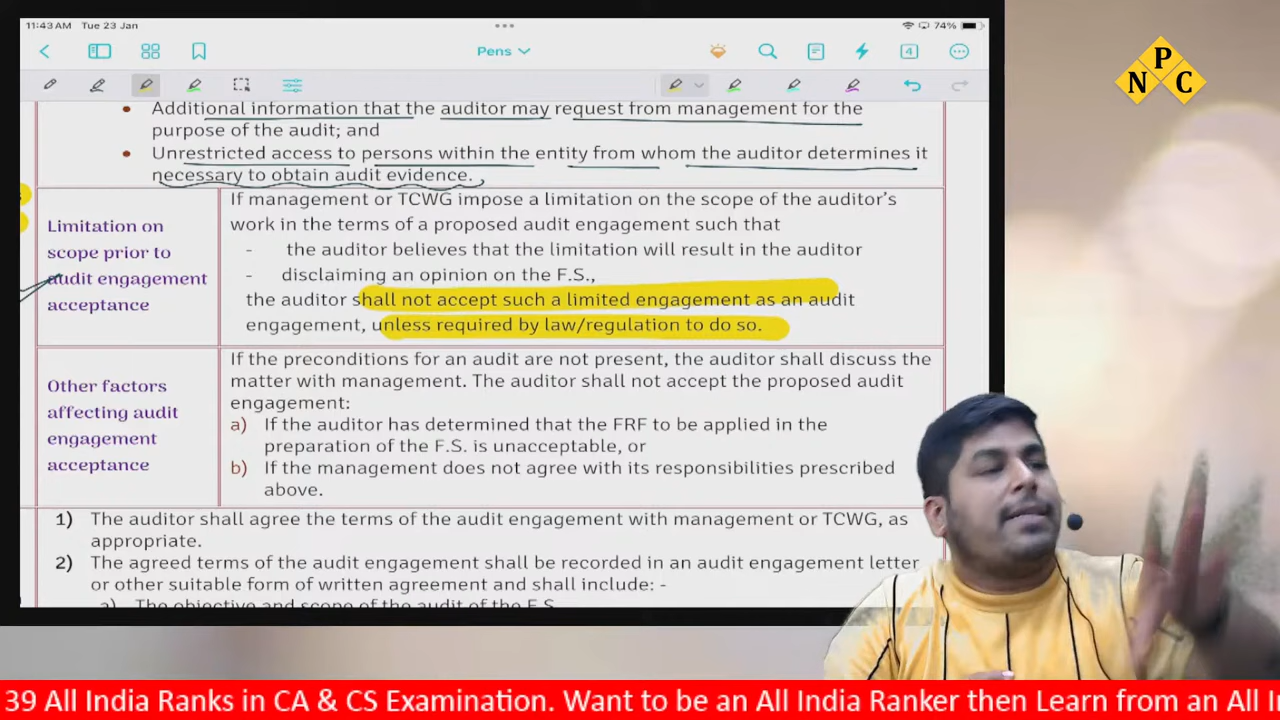 11:43 AM Tue 23 Jan
74%
Pens
4
N P C
• Additional information that the auditor may request from management for the
purpose of the audit; and
• Unrestricted access to persons within the entity from whom the auditor determines it
necessary to obtain audit evidence.
Limitation on
scope prior to
audit engagement
acceptance
If management or TCWG impose a limitation on the scope of the auditor's
work in the terms of a proposed audit engagement such that
- the auditor believes that the limitation will result in the auditor
- disclaiming an opinion on the F.S.,
the auditor shall not accept such a limited engagement as an audit
engagement, unless required by law/regulation to do so.
Other factors
affecting audit
engagement
acceptance
If the preconditions for an audit are not present, the auditor shall discuss the
matter with management. The auditor shall not accept the proposed audit
engagement:
a) If the auditor has determined that the FRF to be applied in the
preparation of the F.S. is unacceptable, or
b) If the management does not agree with its responsibilities prescribed
above.
1) The auditor shall agree the terms of the audit engagement with management or TCWG, as
appropriate.
2) The agreed terms of the audit engagement shall be recorded in an audit engagement letter
or other suitable form of written agreement and shall include: -
a) The objective and scope of the audit of the F.S.
39 All India Ranks in CA & CS Examination. Want to be an All India Ranker then Learn from an All I